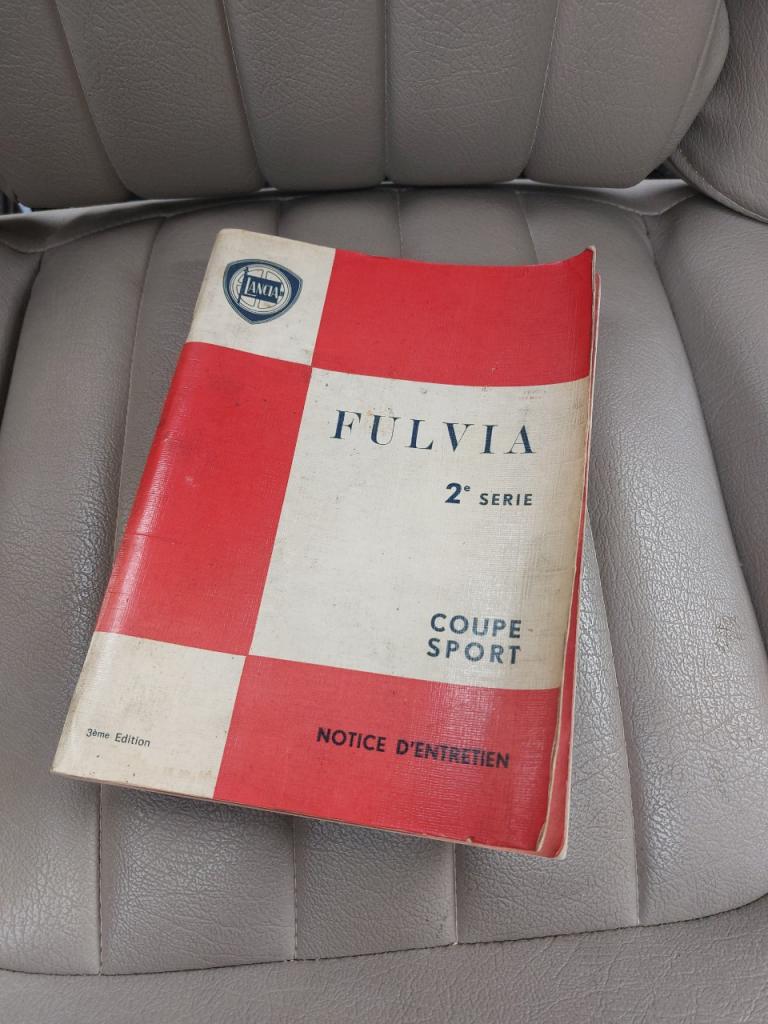 LANCIA
FULVIA
2e SERIE
COUPE
SPORT
3ème Edition
NOTICE D'ENTRETIEN